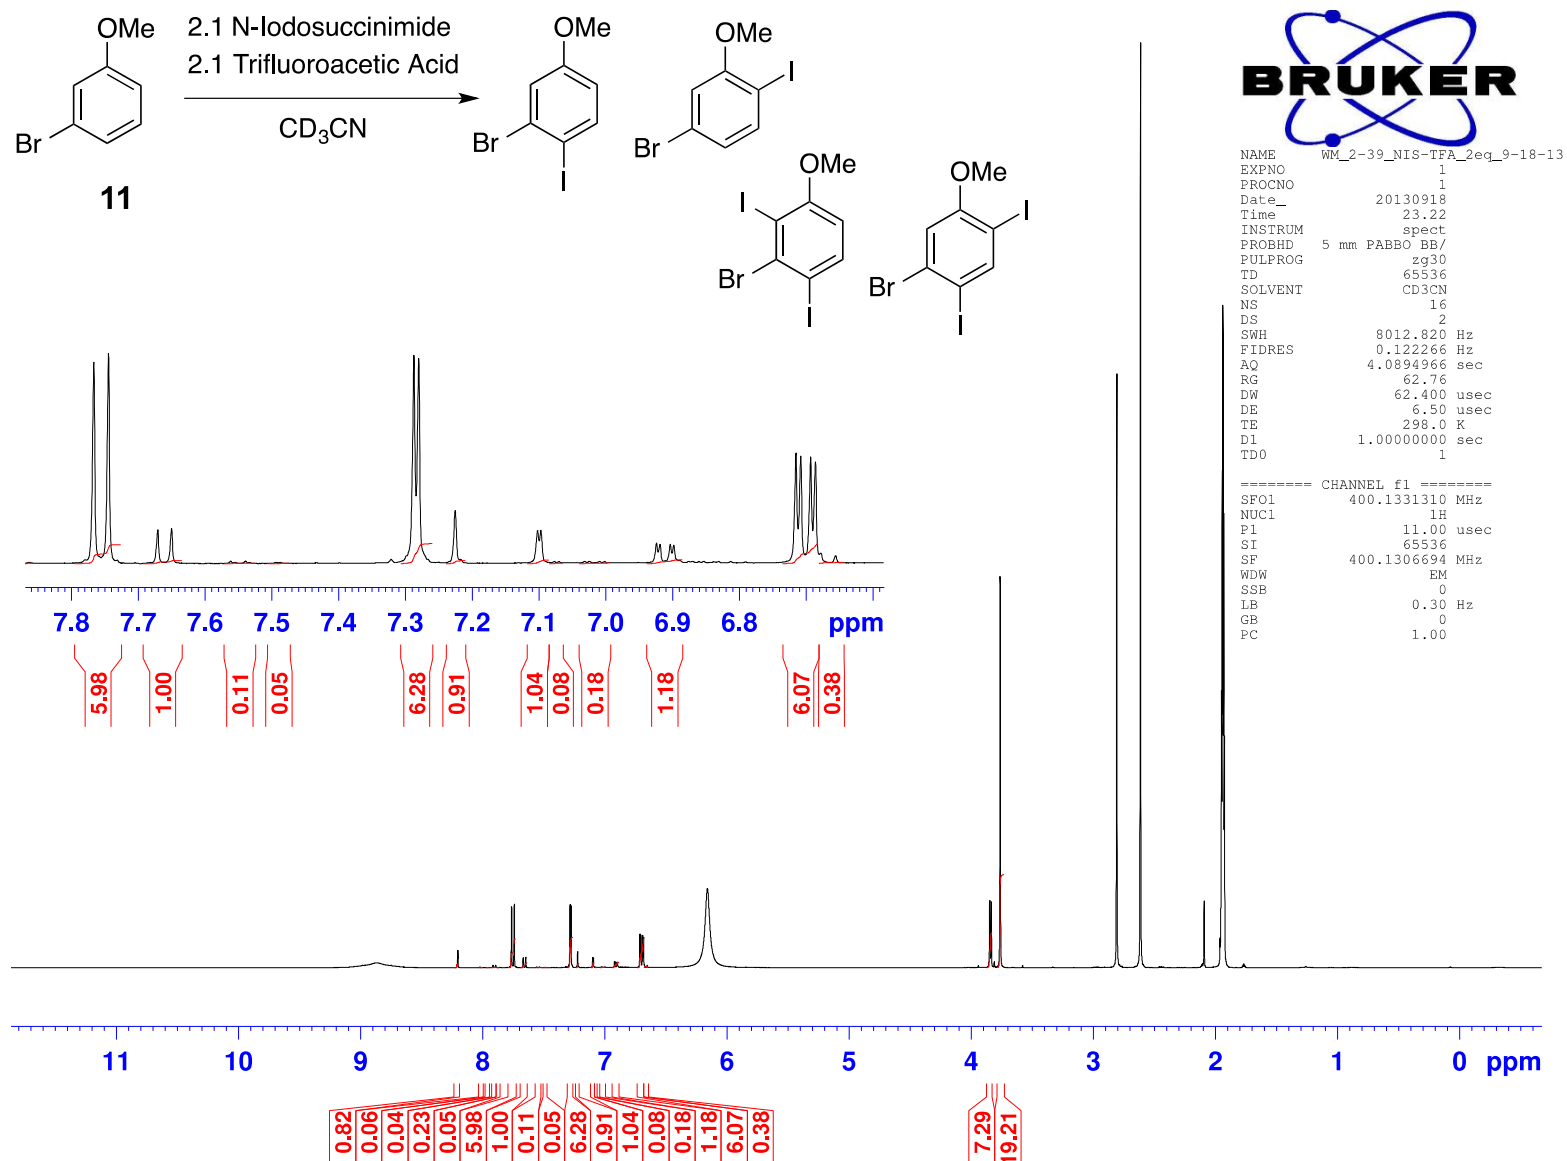 OMe
Br
11
2.1 N-Iodosuccinimide
2.1 Trifluoroacetic Acid
CD3CN
OMe
Br
I
OMe
I
Br
OMe
I
Br
I
OMe
I
Br
I
BRUKER
NAME WM_2-39_NIS-TFA_2eq_9-18-13
EXPNO 1
PROCNO 1
Date_ 20130918
Time 23.22
INSTRUM spect
PROBHD 5 mm PABBO BB/
PULPROG zg30
TD 65536
SOLVENT CD3CN
NS 16
DS 2
SWH 8012.820 Hz
FIDRES 0.122266 Hz
AQ 4.0894966 sec
RG 62.76
DW 62.400 usec
DE 6.50 usec
TE 298.0 K
D1 1.00000000 sec
TD0 1
======== CHANNEL f1 ========
SFO1 400.1331310 MHz
NUC1 1H
P1 11.00 usec
SI 65536
SF 400.1306694 MHz
WDW EM
SSB 0
LB 0.30 Hz
GB 0
PC 1.00
7.8 7.7 7.6 7.5 7.4 7.3 7.2 7.1 7.0 6.9 6.8 ppm
5.98 1.00 0.11 0.05 6.28 0.91 1.04 0.08 0.18 1.18 6.07 0.38
11 10 9 8 7 6 5 4 3 2 1 0 ppm
0.82 0.06 0.04 0.23 0.05 5.98 1.00 0.11 0.05 6.28 0.91 1.04 0.08 0.18 1.18 6.07 0.38 7.29 19.21